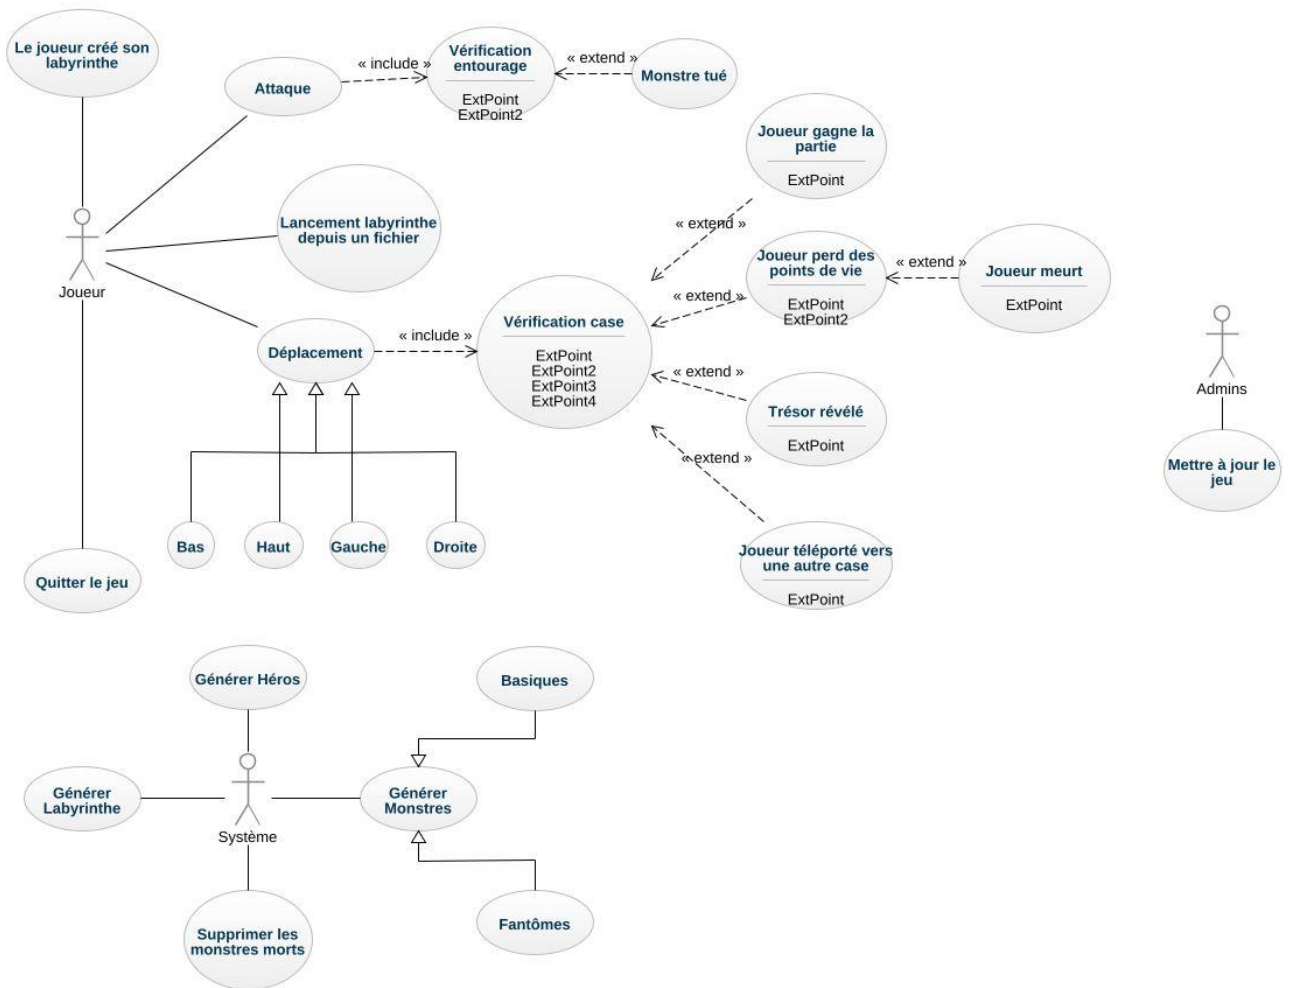 Le joueur créé son
labyrinthe
Attaque
« include »
Vérification
entourage
ExtPoint
ExtPoint2
« extend »
Monstre tué
Joueur gagne la
partie
ExtPoint
Lancement labyrinthe
depuis un fichier
Joueur
« extend »
Joueur perd des
points de vie
ExtPoint
ExtPoint2
« extend »
Joueur meurt
ExtPoint
« extend »
Déplacement
« include »
Vérification case
ExtPoint
ExtPoint2
ExtPoint3
ExtPoint4
« extend »
Trésor révélé
ExtPoint
« extend »
Joueur téléporté vers
une autre case
ExtPoint
Admins
Mettre à jour le
jeu
Bas
Haut
Gauche
Droite
Quitter le jeu
Générer Héros
Basiques
Générer
Labyrinthe
Système
Générer
Monstres
Supprimer les
monstres morts
Fantômes